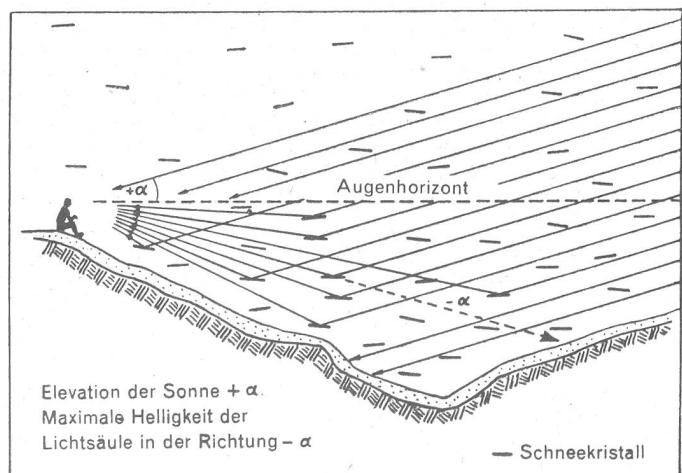 +α
Augenhorizont
-α
Elevation der Sonne + α.
Maximale Helligkeit der
Lichtsäule in der Richtung - α
Schneekristall